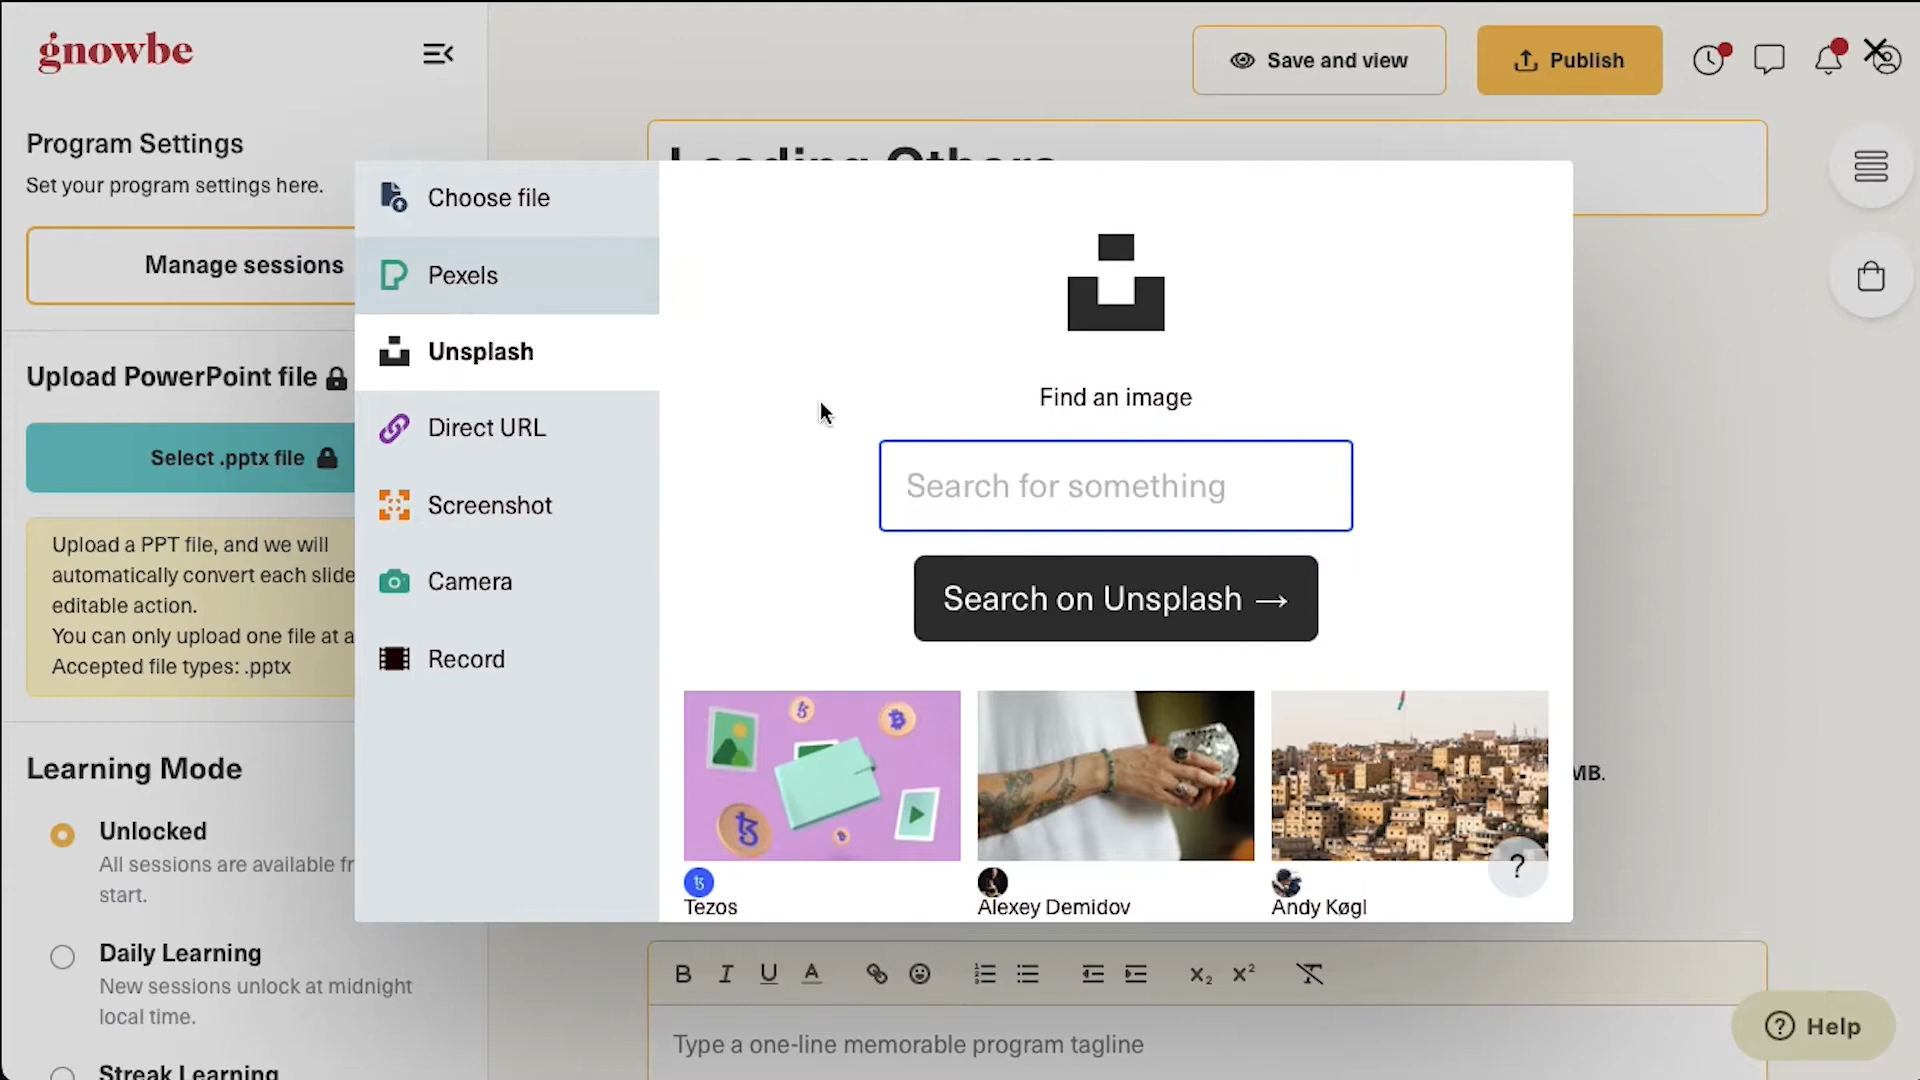 gnowbe
Save and view
Publish
Program Settings
Set your program settings here.
Manage sessions
Upload PowerPoint file
Select .pptx file
Upload a PPT file, and we will
automatically convert each slide
editable action.
You can only upload one file at a
Accepted file types: .pptx
Learning Mode
Unlocked
All sessions are available fr
start.
Daily Learning
New sessions unlock at midnight
local time.
Streak Learning
Leading Others
Choose file
Pexels
Unsplash
Direct URL
Screenshot
Camera
Record
Find an image
Search for something
Search on Unsplash →
Tezos
Alexey Demidov
Andy Køgl
?
MB.
B I U A
X₂ X²
Type a one-line memorable program tagline
? Help